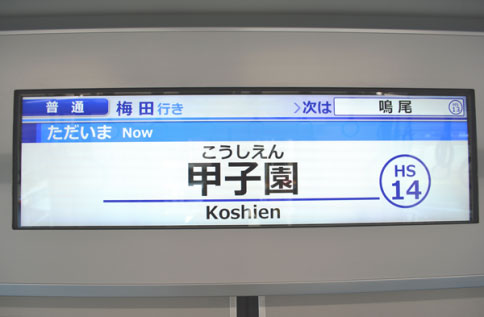 普通 梅田行き >次は 鳴尾
ただいま Now
こうしえん
甲子園
Koshien
HS
14